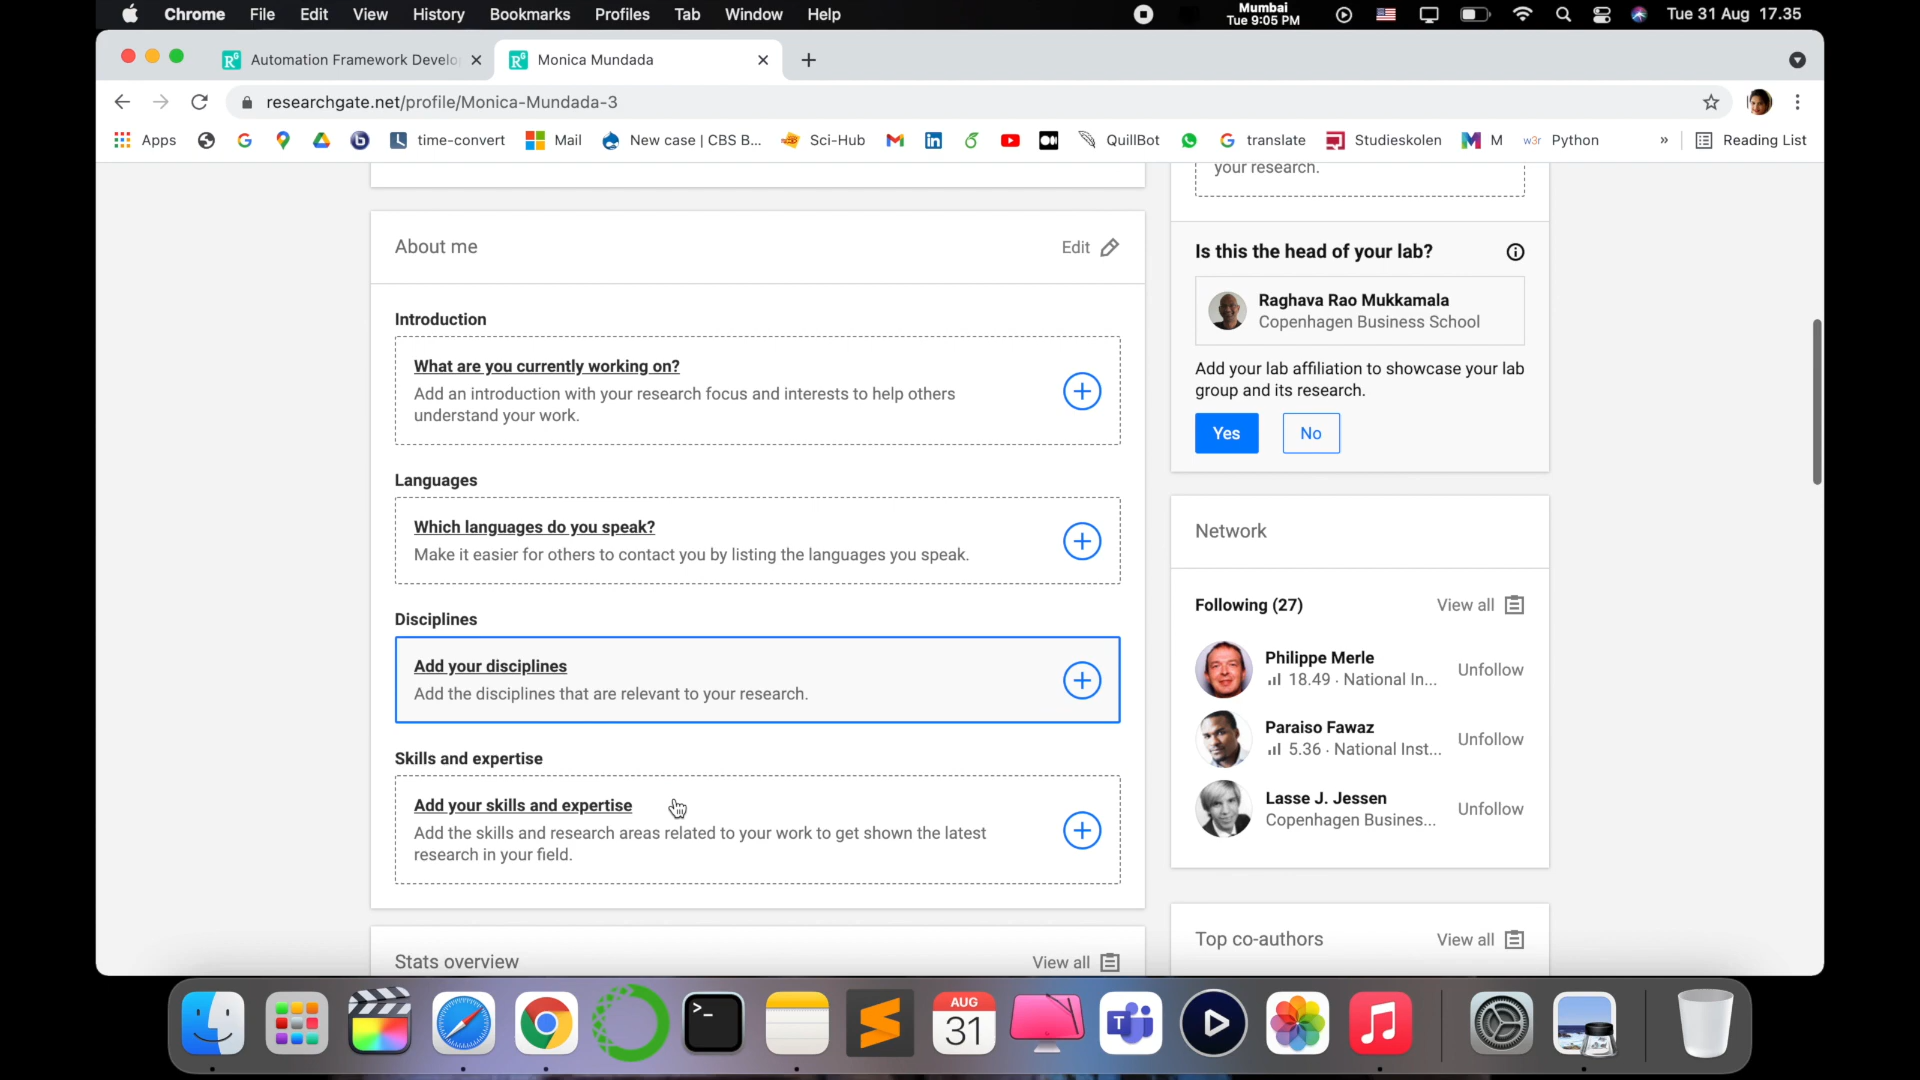 Chrome File Edit View History Bookmarks Profiles Tab Window Help
Mumbai
Tue 9:05 PM
Tue 31 Aug 17.35
Automation Framework Develo
Monica Mundada
researchgate.net/profile/Monica-Mundada-3
Apps
time-convert
Mail
New case | CBS B...
Sci-Hub
QuillBot
translate
Studieskolen
M
w3r
Python
»
Reading List
your research.
About me
Edit
Introduction
What are you currently working on?
Add an introduction with your research focus and interests to help others
understand your work.
Languages
Which languages do you speak?
Make it easier for others to contact you by listing the languages you speak.
Disciplines
Add your disciplines
Add the disciplines that are relevant to your research.
Skills and expertise
Add your skills and expertise
Add the skills and research areas related to your work to get shown the latest
research in your field.
Stats overview
View all
Is this the head of your lab?
Raghava Rao Mukkamala
Copenhagen Business School
Add your lab affiliation to showcase your lab
group and its research.
Yes
No
Network
Following (27)
View all
Philippe Merle
18.49 · National In...
Unfollow
Paraiso Fawaz
5.36 · National Inst...
Unfollow
Lasse J. Jessen
Copenhagen Busines...
Unfollow
Top co-authors
View all
AUG
31